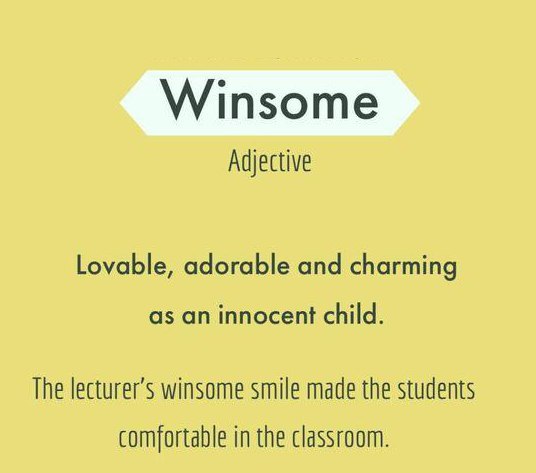 Winsome
Adjective
Lovable, adorable and charming
as an innocent child.
The lecturer's winsome smile made the students
comfortable in the classroom.